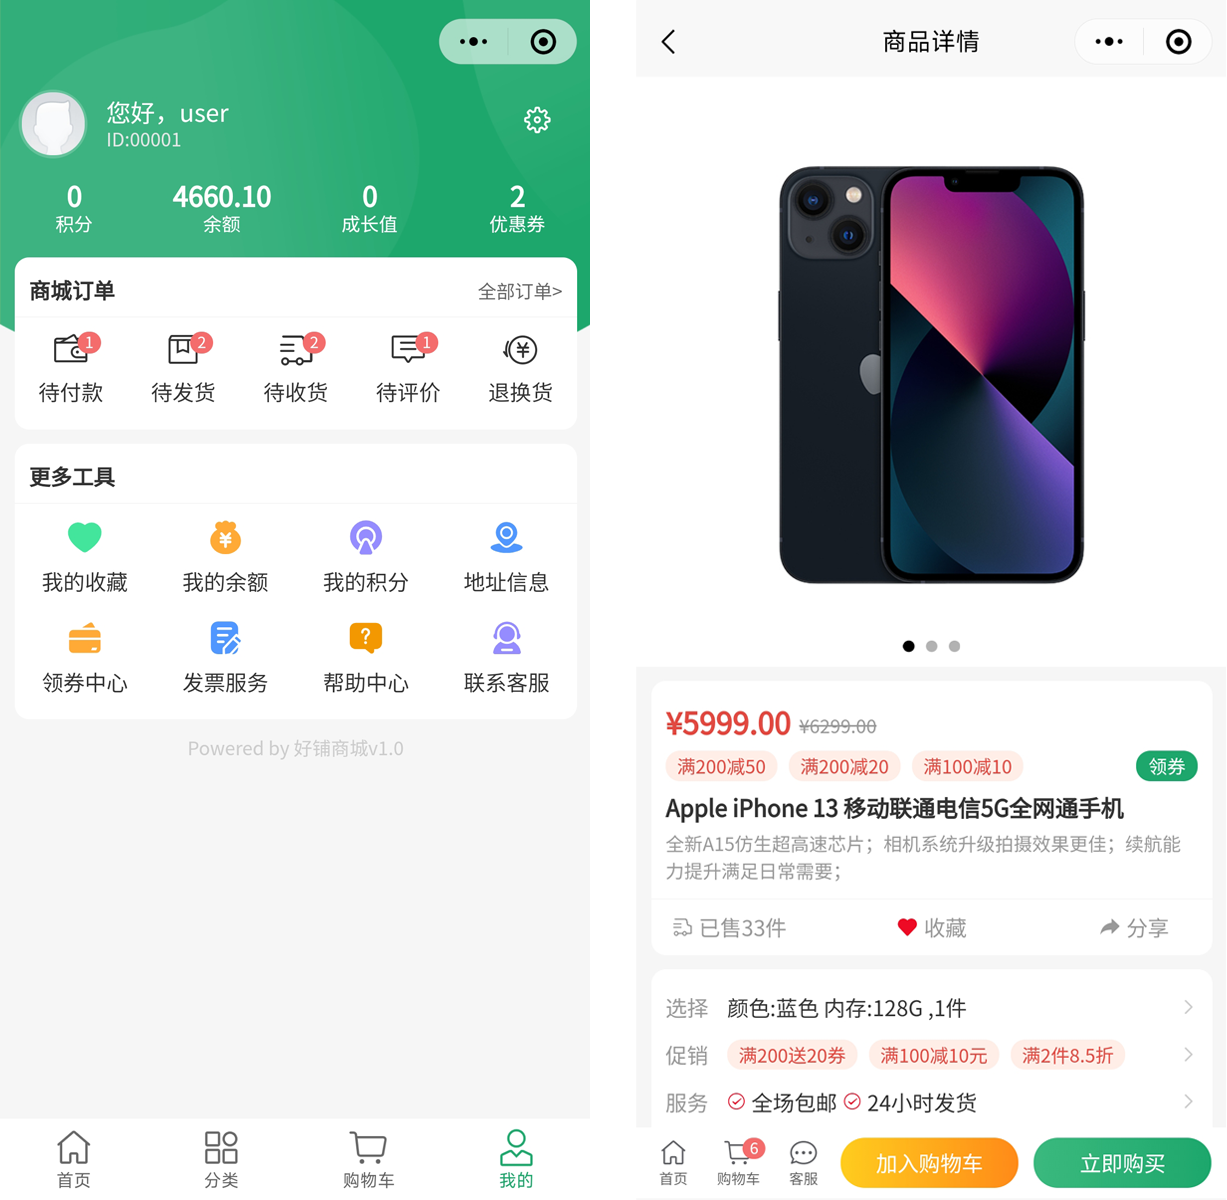 您好，user
ID:00001
0
4660.10
0
2
积分
余额
成长值
优惠券
商城订单
全部订单>
1
2
2
1
待付款
待发货
待收货
待评价
退换货
更多工具
我的收藏
我的余额
我的积分
地址信息
领券中心
发票服务
帮助中心
联系客服
Powered by 好铺商城v1.0
首页
分类
购物车
我的
商品详情
¥5999.00 ¥6299.00
满200减50
满200减20
满100减10
领券
Apple iPhone 13 移动联通电信5G全网通手机
全新A15仿生超高速芯片；相机系统升级拍摄效果更佳；续航能
力提升满足日常需要；
已售33件
收藏
分享
选择 颜色:蓝色 内存:128G ,1件
促销 满200送20券 满100减10元 满2件8.5折
服务 全场包邮 24小时发货
首页
6
购物车
客服
加入购物车
立即购买